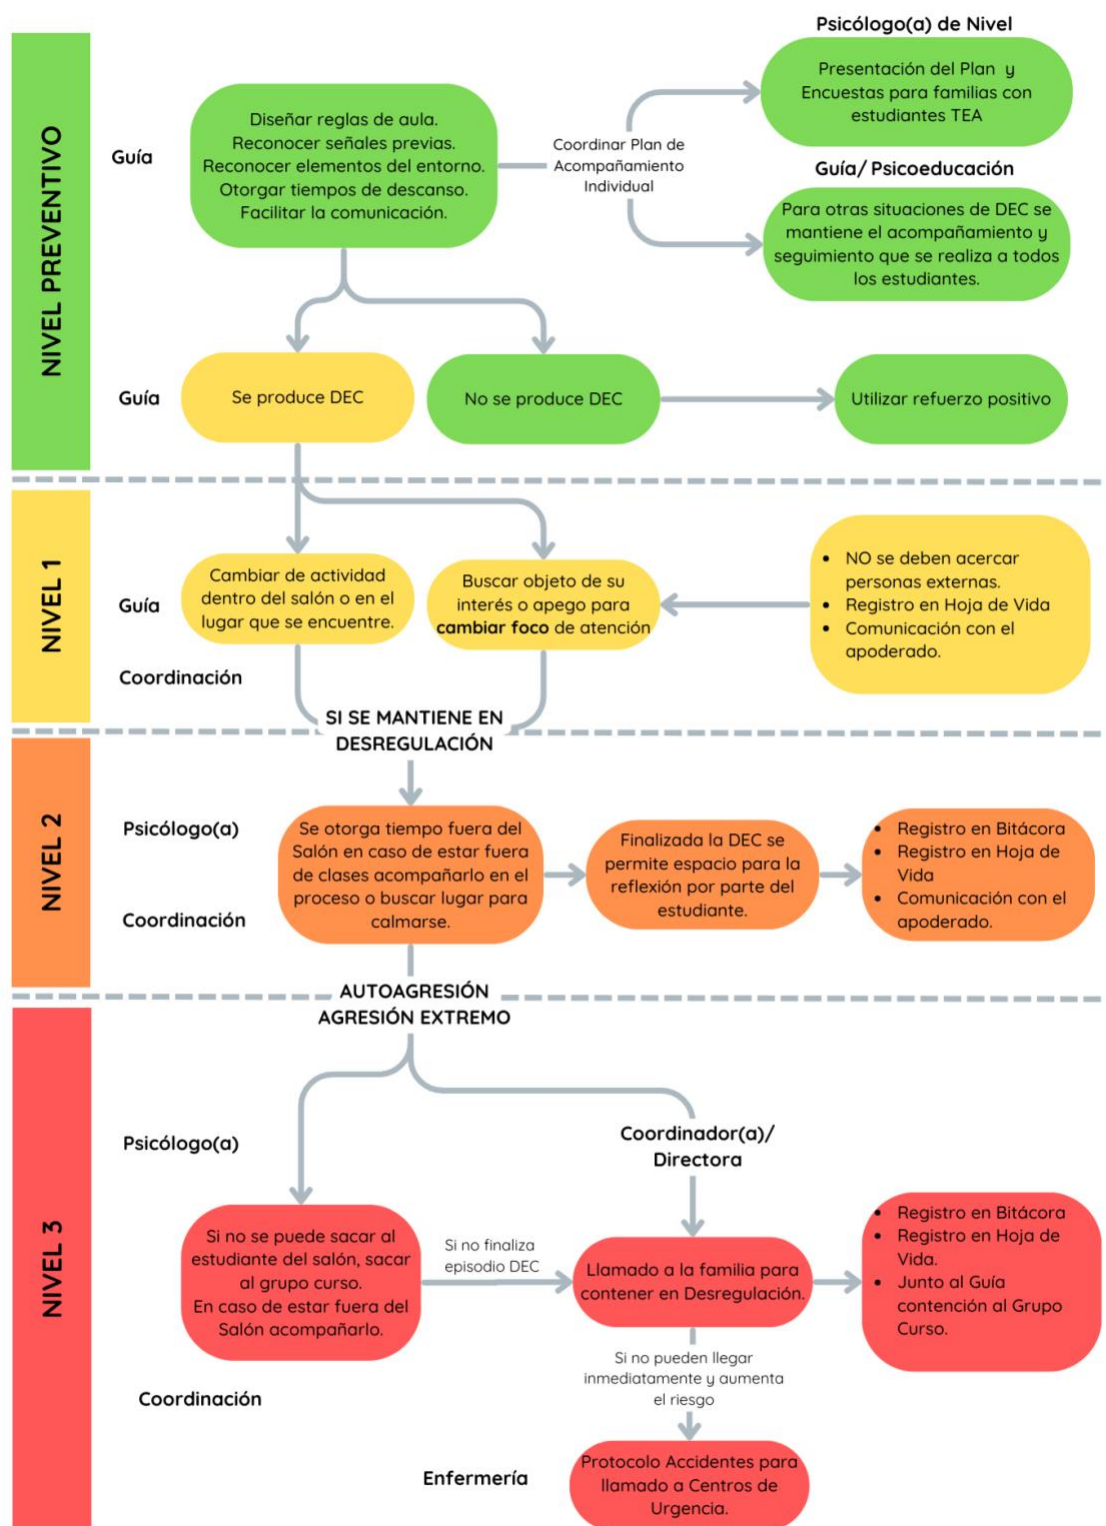 Psicólogo(a) de Nivel
NIVEL PREVENTIVO
Guía
Diseñar reglas de aula.
Reconocer señales previas.
Reconocer elementos del entorno.
Otorgar tiempos de descanso.
Facilitar la comunicación.
Coordinar Plan de
Acompañamiento
Individual
Presentación del Plan y
Encuestas para familias con
estudiantes TEA
Guía/ Psicoeducación
Para otras situaciones de DEC se
mantiene el acompañamiento y
seguimiento que se realiza a todos
los estudiantes.
Guía
Se produce DEC
No se produce DEC
Utilizar refuerzo positivo
NIVEL 1
Guía
Coordinación
Cambiar de actividad
dentro del salón o en el
lugar que se encuentre.
Buscar objeto de su
interés o apego para
cambiar foco de atención
• NO se deben acercar
personas externas.
• Registro en Hoja de Vida
• Comunicación con el
apoderado.
SI SE MANTIENE EN
DESREGULACIÓN
NIVEL 2
Psicólogo(a)
Coordinación
Se otorga tiempo fuera del
Salón en caso de estar fuera
de clases acompañarlo en el
proceso o buscar lugar para
calmarse.
Finalizada la DEC se
permite espacio para la
reflexión por parte del
estudiante.
• Registro en Bitácora
• Registro en Hoja de
Vida
• Comunicación con el
apoderado.
AUTOAGRESIÓN
AGRESIÓN EXTREMO
NIVEL 3
Psicólogo(a)
Coordinador(a)/
Directora
Si no se puede sacar al
estudiante del salón, sacar
al grupo curso.
En caso de estar fuera del
Salón acompañarlo.
Si no finaliza
episodio DEC
Llamado a la familia para
contener en Desregulación.
• Registro en Bitácora
• Registro en Hoja de
Vida.
• Junto al Guía
contención al Grupo
Curso.
Coordinación
Si no pueden llegar
inmediatamente y aumenta
el riesgo
Enfermería
Protocolo Accidentes para
llamado a Centros de
Urgencia.